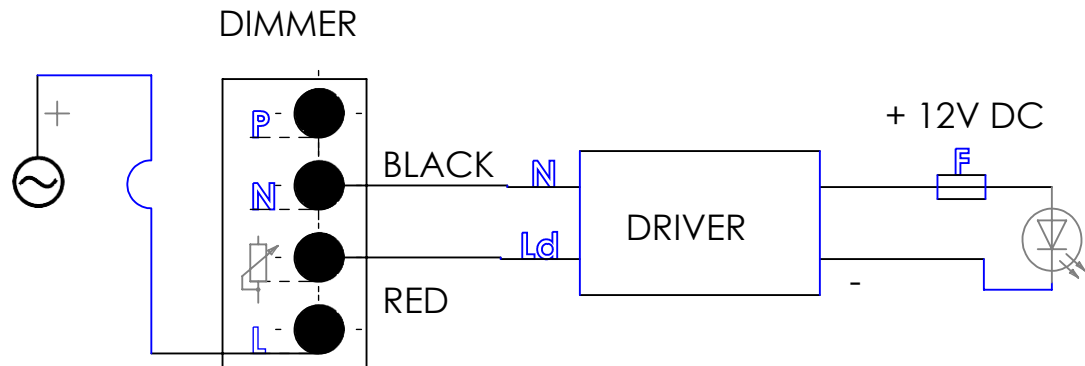 DIMMER
+
P
N
L
BLACK
RED
N
Ld
DRIVER
+ 12V DC
F
-